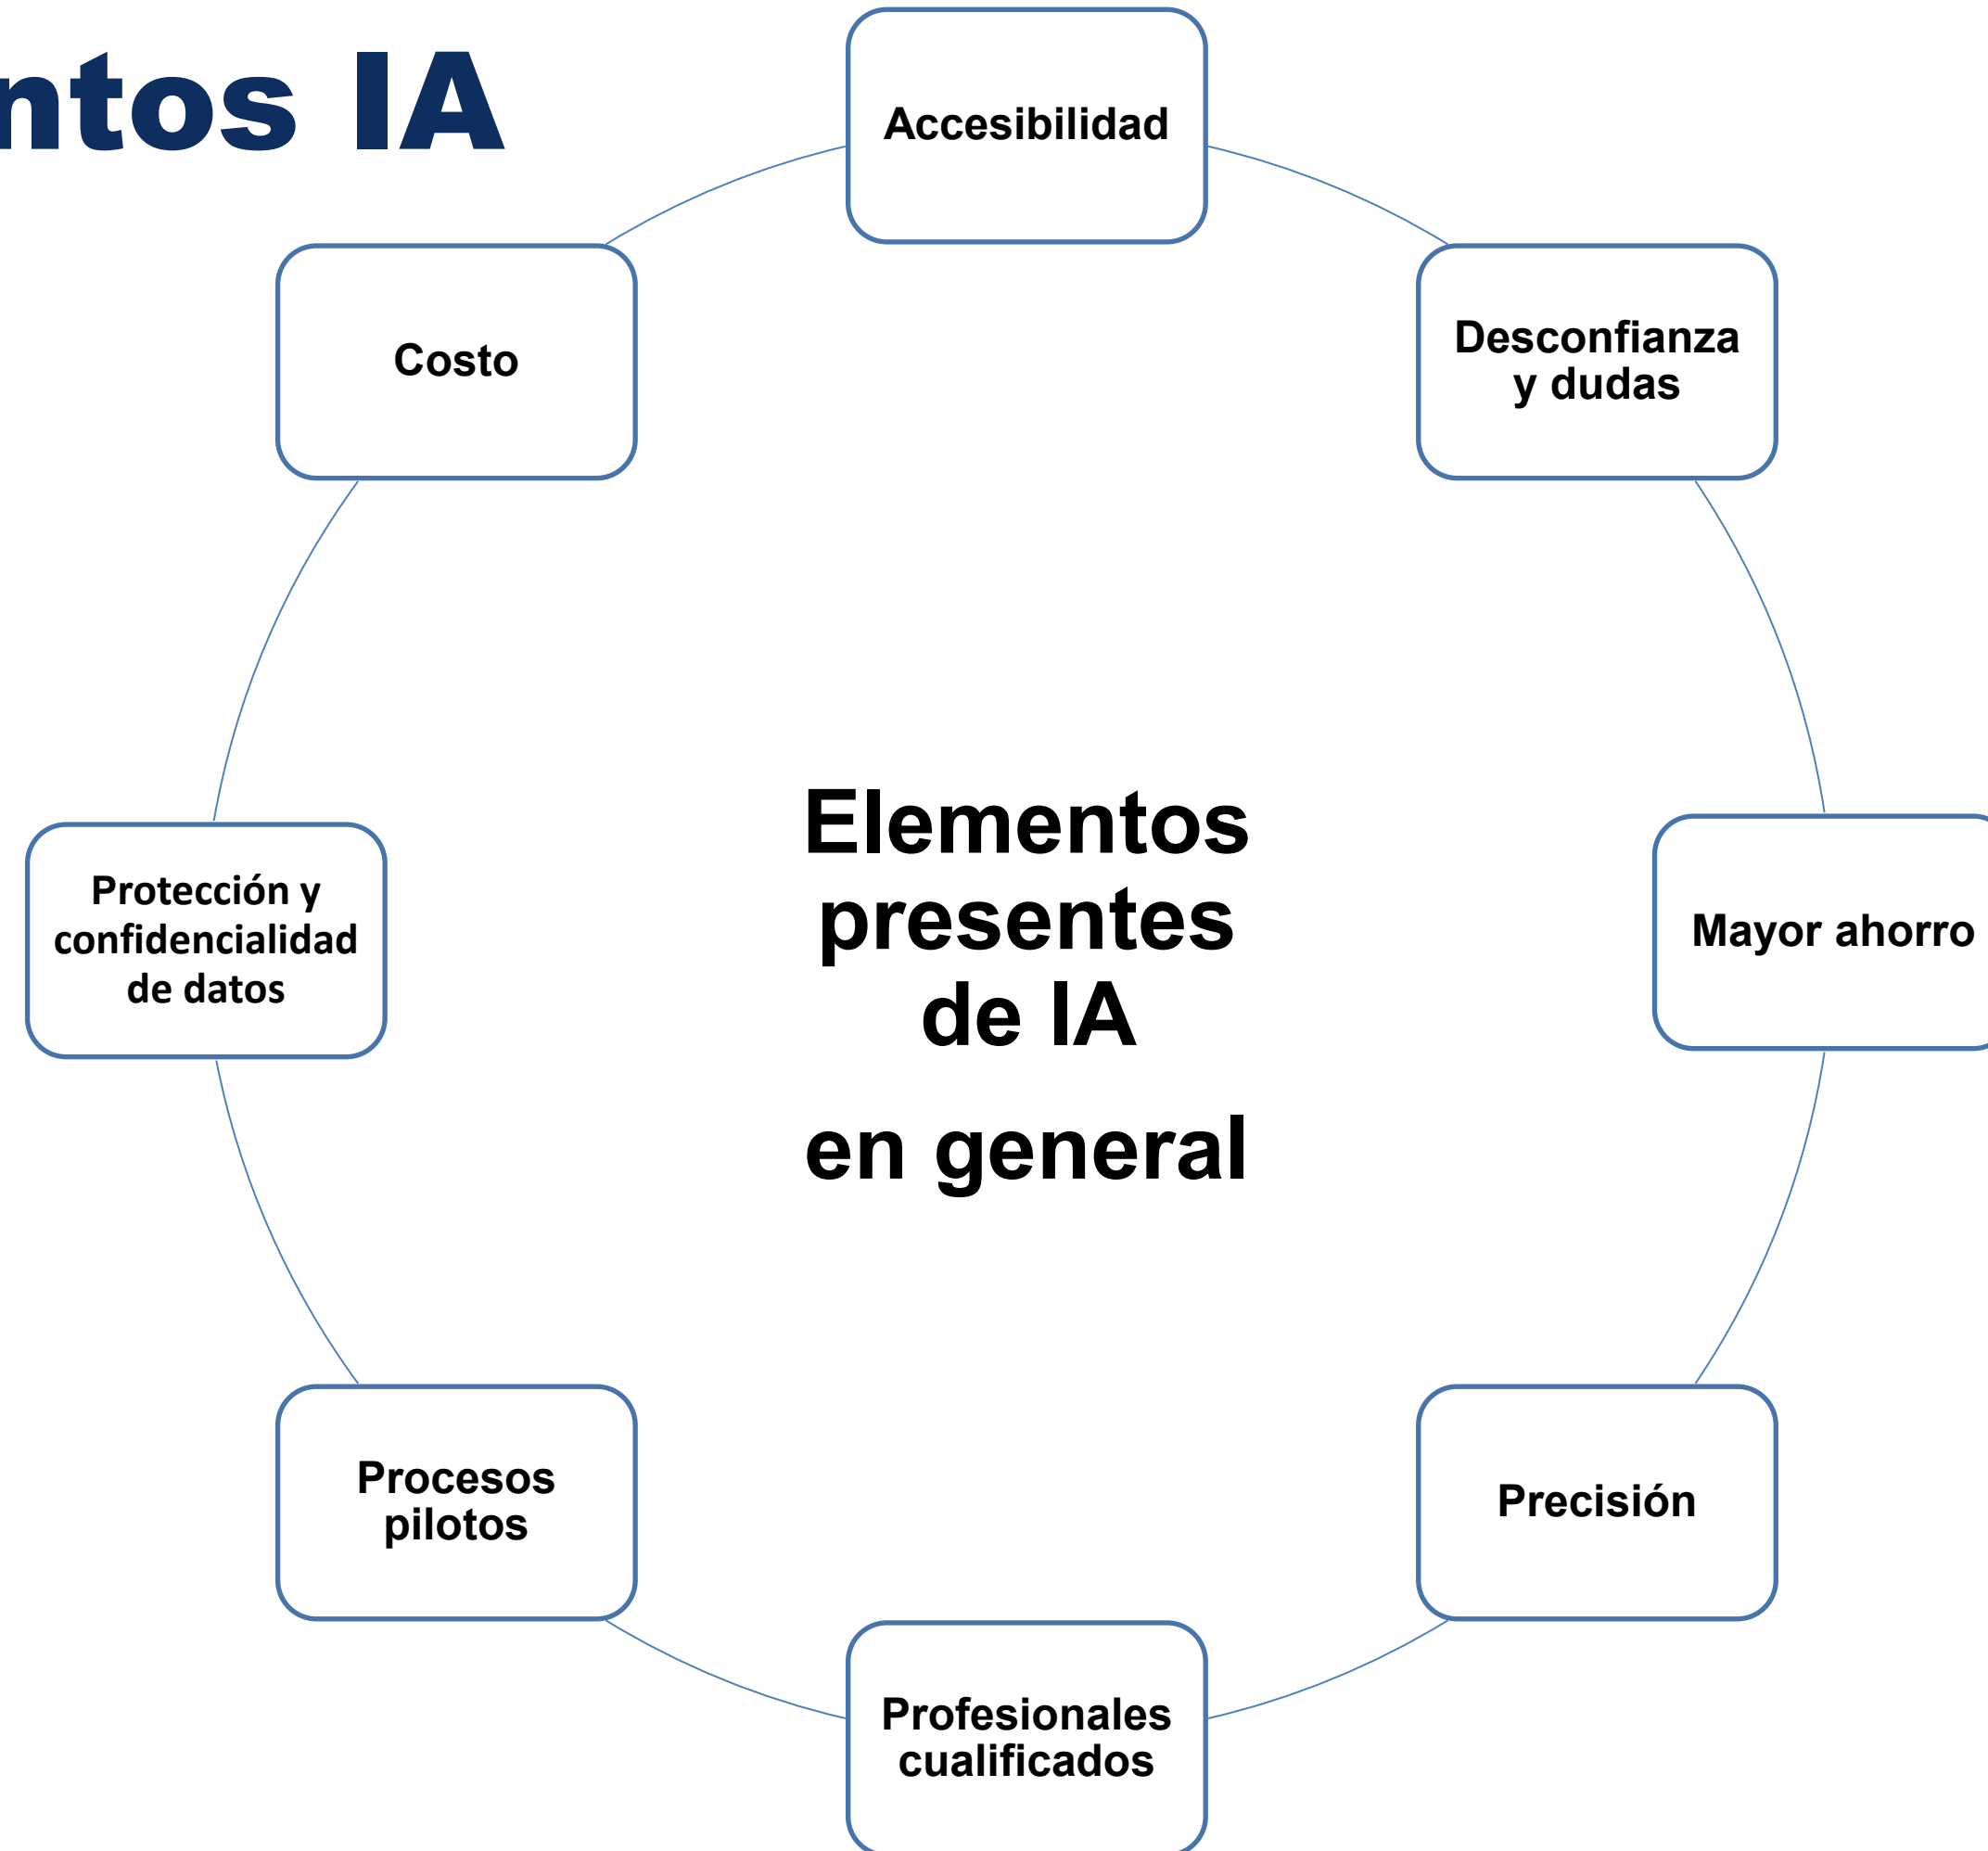 ntos IA
Accesibilidad
Desconfianza
y dudas
Mayor ahorro
Precisión
Profesionales
cualificados
Procesos
pilotos
Protección y
confidencialidad
de datos
Costo
Elementos
presentes
de IA
en general